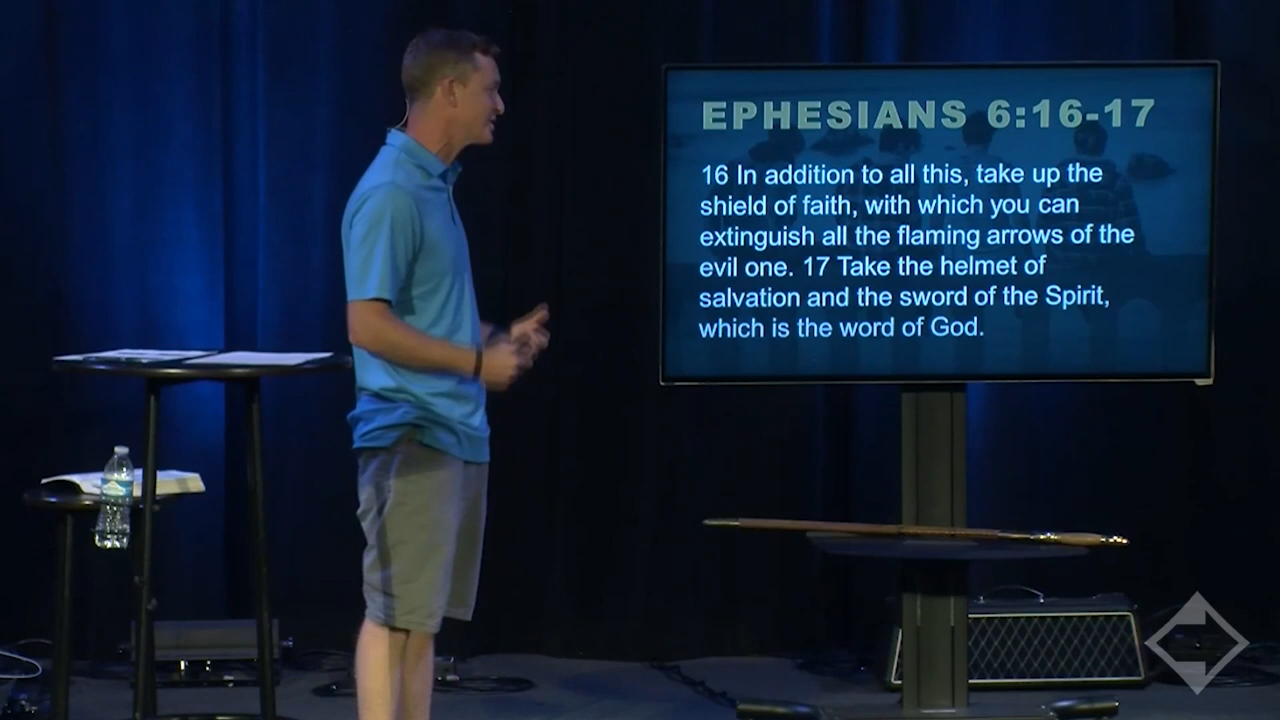 EPHESIANS 6:16-17
16 In addition to all this, take up the
shield of faith, with which you can
extinguish all the flaming arrows of the
evil one. 17 Take the helmet of
salvation and the sword of the Spirit,
which is the word of God.